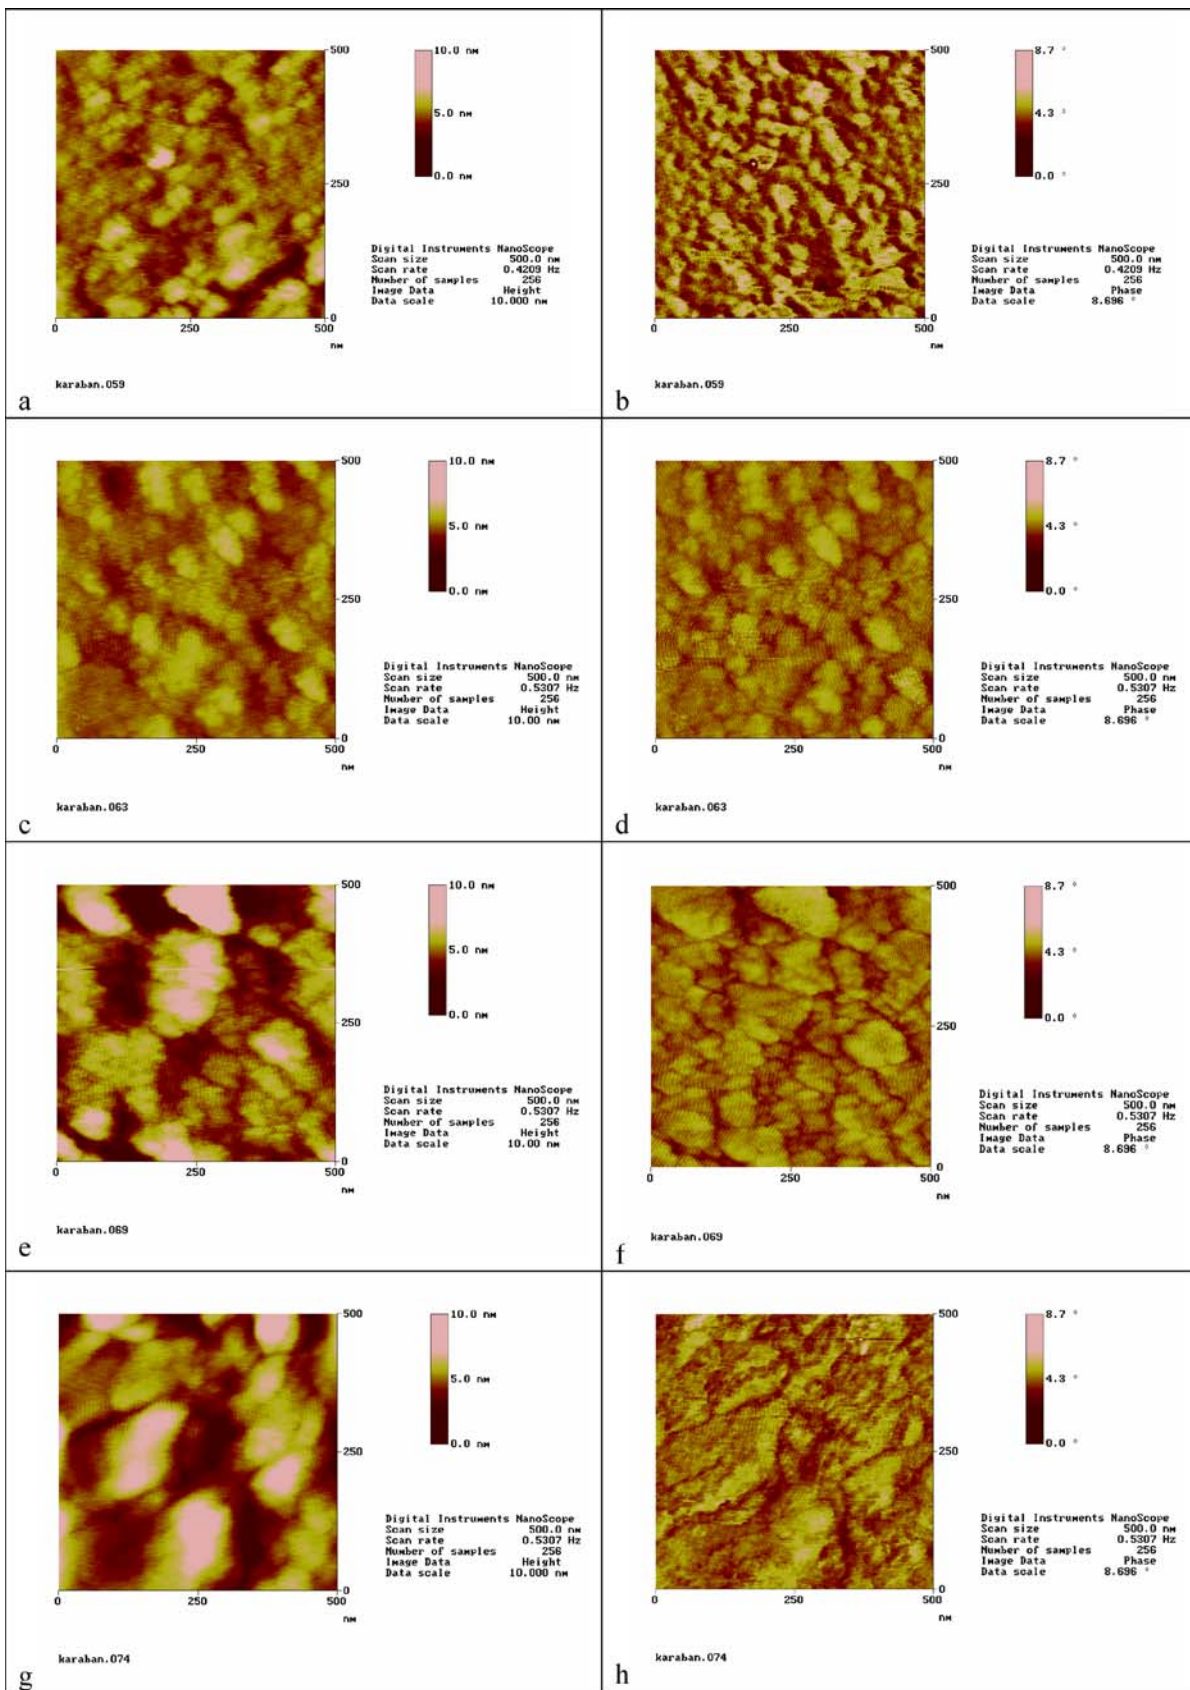 10.0 nm
5.0 nm
0.0 nm
500
250
0
0 250 500
nm
Digital Instruments NanoScope
Scan size 500.0 nm
Scan rate 0.4209 Hz
Number of samples 256
Image Data Height
Data scale 10.000 nm
karaban.059
a
8.7 °
4.3 °
0.0 °
500
250
0
0 250 500
nm
Digital Instruments NanoScope
Scan size 500.0 nm
Scan rate 0.4209 Hz
Number of samples 256
Image Data Phase
Data scale 8.696 °
karaban.059
b
10.0 nm
5.0 nm
0.0 nm
500
250
0
0 250 500
nm
Digital Instruments NanoScope
Scan size 500.0 nm
Scan rate 0.5307 Hz
Number of samples 256
Image Data Height
Data scale 10.00 nm
karaban.063
c
8.7 °
4.3 °
0.0 °
500
250
0
0 250 500
nm
Digital Instruments NanoScope
Scan size 500.0 nm
Scan rate 0.5307 Hz
Number of samples 256
Image Data Phase
Data scale 8.696 °
karaban.063
d
10.0 nm
5.0 nm
0.0 nm
500
250
0
0 250 500
nm
Digital Instruments NanoScope
Scan size 500.0 nm
Scan rate 0.5307 Hz
Number of samples 256
Image Data Height
Data scale 10.00 nm
karaban.069
e
8.7 °
4.3 °
0.0 °
500
250
0
0 250 500
nm
Digital Instruments NanoScope
Scan size 500.0 nm
Scan rate 0.5307 Hz
Number of samples 256
Image Data Phase
Data scale 8.696 °
karaban.069
f
10.0 nm
5.0 nm
0.0 nm
500
250
0
0 250 500
nm
Digital Instruments NanoScope
Scan size 500.0 nm
Scan rate 0.5307 Hz
Number of samples 256
Image Data Height
Data scale 10.000 nm
karaban.074
g
8.7 °
4.3 °
0.0 °
500
250
0
0 250 500
nm
Digital Instruments NanoScope
Scan size 500.0 nm
Scan rate 0.5307 Hz
Number of samples 256
Image Data Phase
Data scale 8.696 °
karaban.074
h